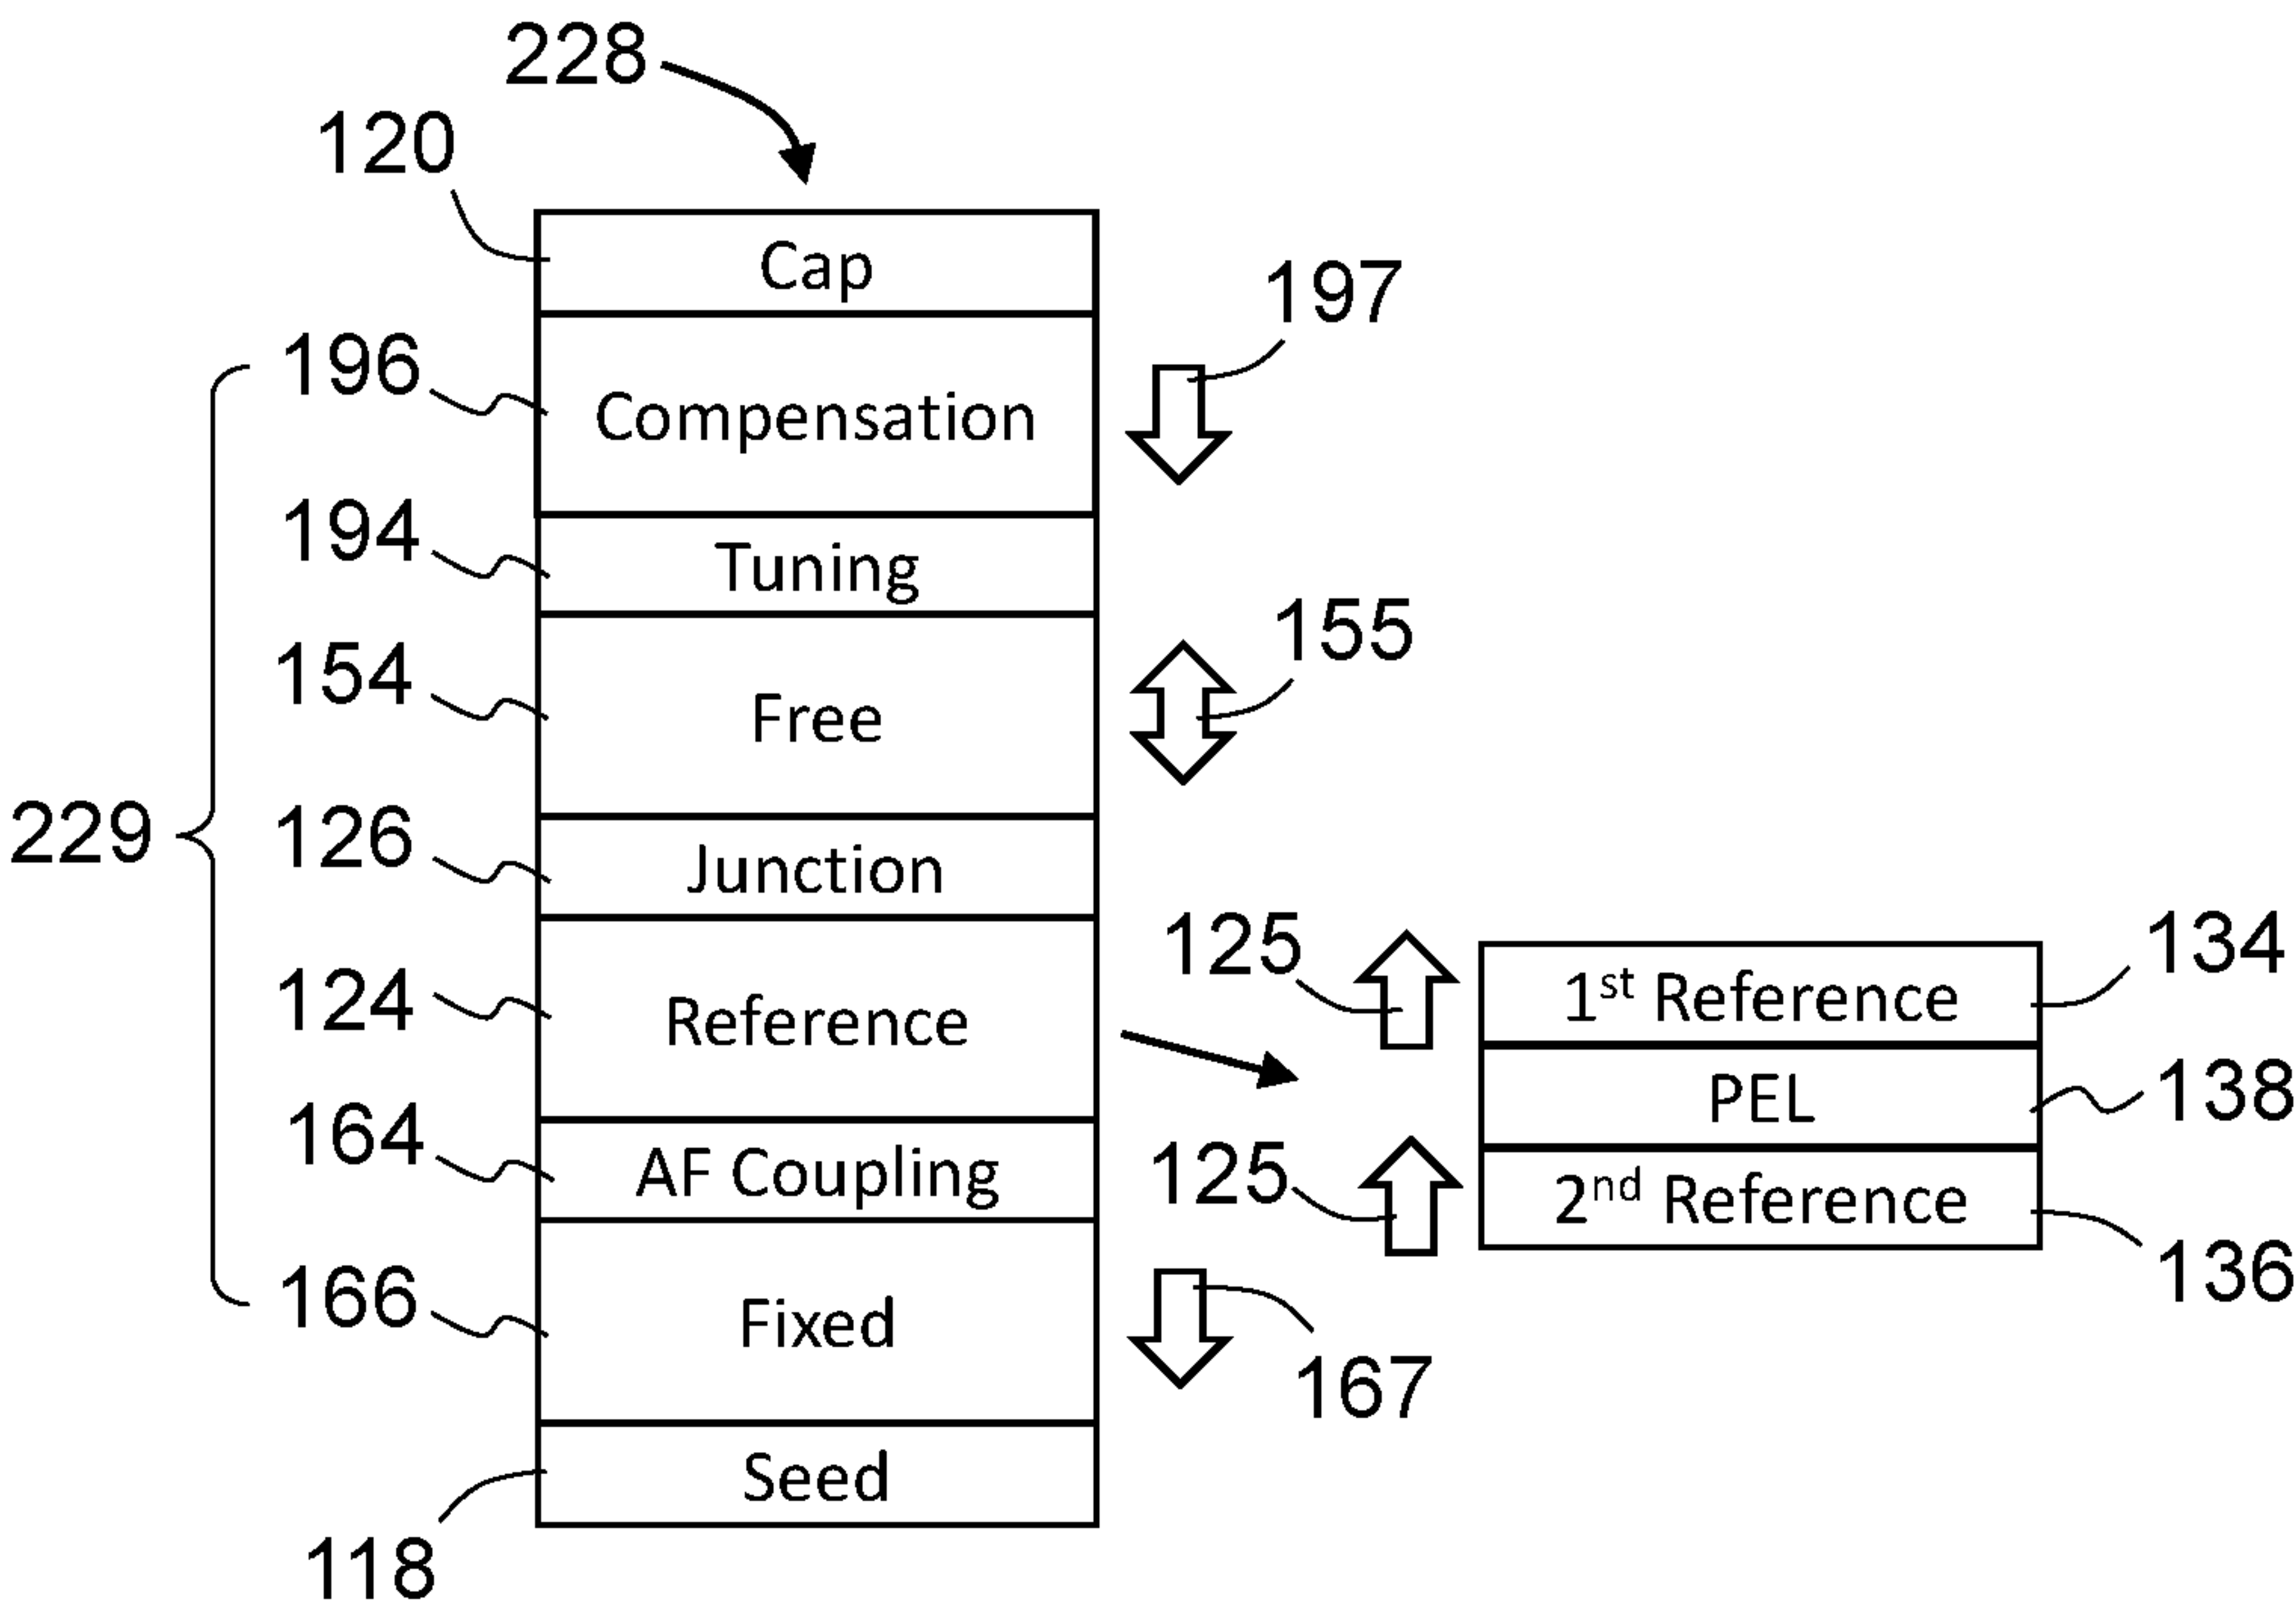 228
120
Cap
197
196
Compensation
194
Tuning
155
154
Free
229
126
Junction
125
134
1st Reference
124
Reference
138
PEL
164
AF Coupling
125
2nd Reference
136
166
Fixed
167
Seed
118